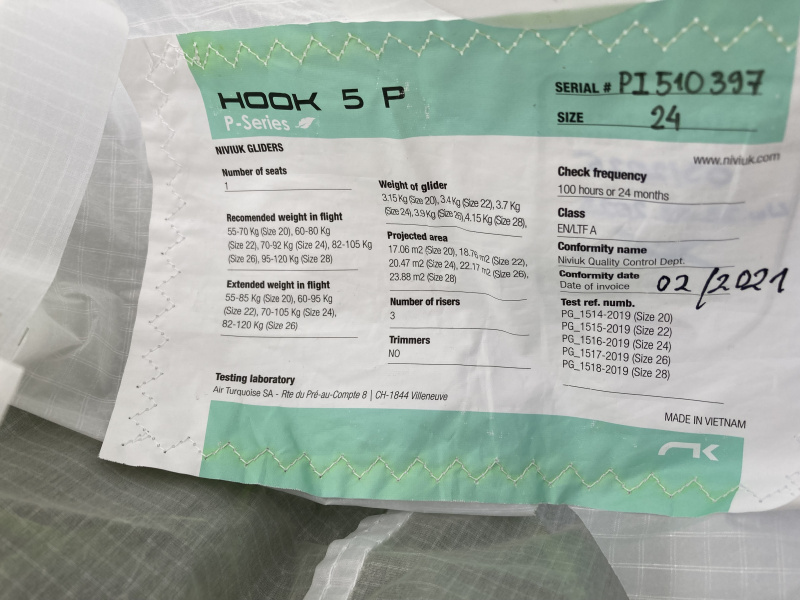 HOOK 5 P
P-Series
SERIAL # PI510397
SIZE 24
NIVIUK GLIDERS
www.niviuk.com
Number of seats
1
Recomended weight in flight
55-70 Kg (Size 20), 60-80 Kg
(Size 22), 70-92 Kg (Size 24), 82-105 Kg
(Size 26), 95-120 Kg (Size 28)
Extended weight in flight
55-85 Kg (Size 20), 60-95 Kg
(Size 22), 70-105 Kg (Size 24),
82-120 Kg (Size 26)
Weight of glider
3.15 Kg (Size 20), 3,4 Kg (Size 22), 3.7 Kg
(Size 24), 3.9 Kg (Size 26), 4.15 Kg (Size 28),
Projected area
17.06 m2 (Size 20), 18.76 m2 (Size 22),
20.47 m2 (Size 24), 22.17 m2 (Size 26),
23.88 m2 (Size 28)
Number of risers
3
Trimmers
NO
Check frequency
100 hours or 24 months
Class
EN/LTF A
Conformity name
Niviuk Quality Control Dept.
Conformity date
Date of invoice 02/2021
Test ref. numb.
PG_1514-2019 (Size 20)
PG_1515-2019 (Size 22)
PG_1516-2019 (Size 24)
PG_1517-2019 (Size 26)
PG_1518-2019 (Size 28)
Testing laboratory
Air Turquoise SA - Rte du Pré-au-Compte 8 | CH-1844 Villeneuve
MADE IN VIETNAM